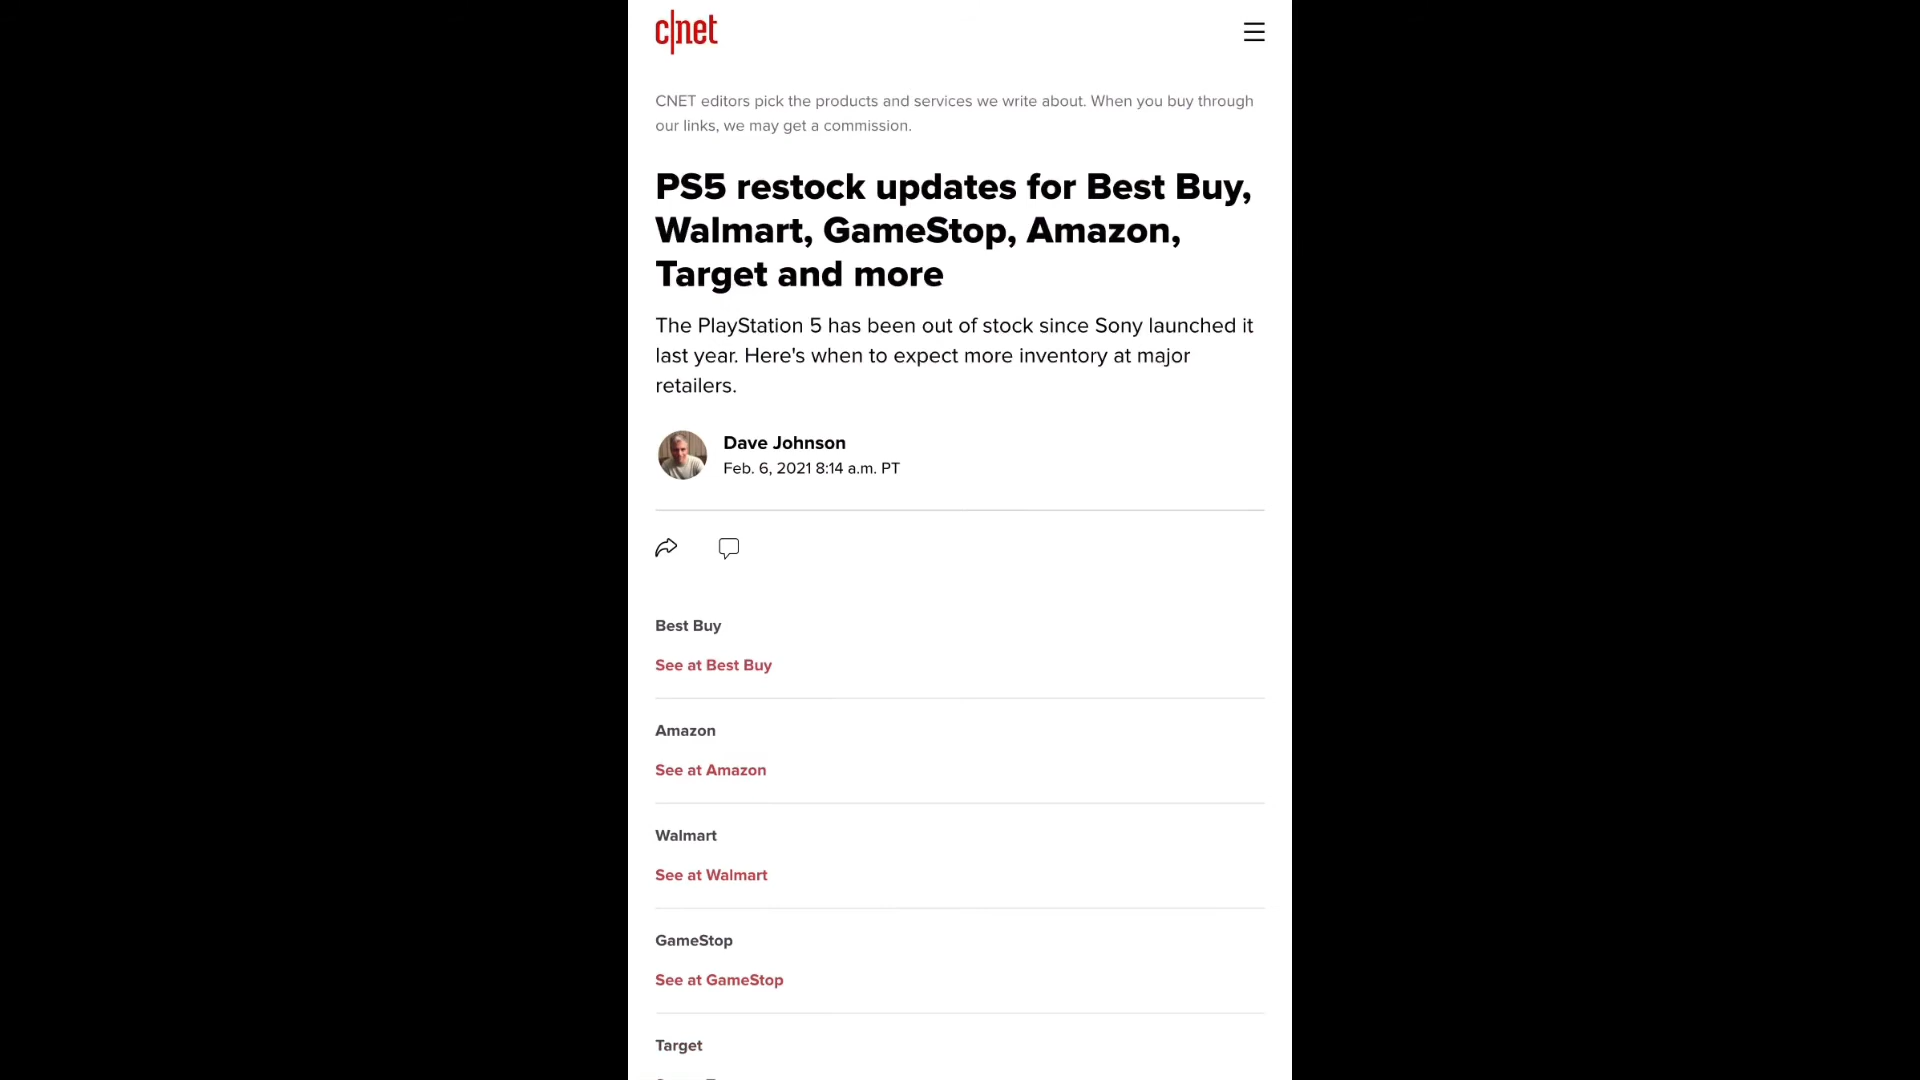 c|net
CNET editors pick the products and services we write about. When you buy through
our links, we may get a commission.
PS5 restock updates for Best Buy,
Walmart, GameStop, Amazon,
Target and more
The PlayStation 5 has been out of stock since Sony launched it
last year. Here's when to expect more inventory at major
retailers.
Dave Johnson
Feb. 6, 2021 8:14 a.m. PT
Best Buy
See at Best Buy
Amazon
See at Amazon
Walmart
See at Walmart
GameStop
See at GameStop
Target